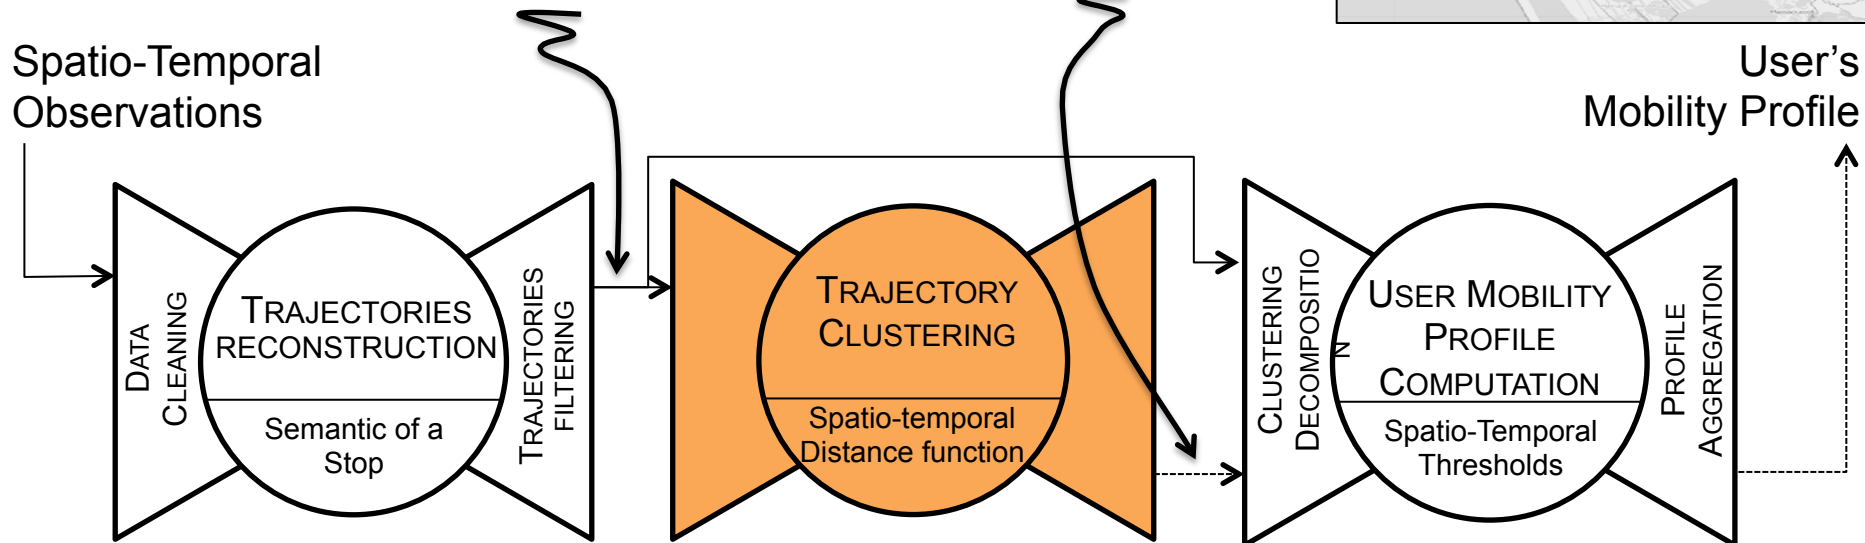 Spatio-Temporal
Observations
User's
Mobility Profile
DATA
CLEANING
TRAJECTORIES
RECONSTRUCTION
Semantic of a
Stop
TRAJECTORIES
FILTERING
TRAJECTORY
CLUSTERING
Spatio-temporal
Distance function
CLUSTERING
DECOMPOSITIO
N
USER MOBILITY
PROFILE
COMPUTATION
Spatio-Temporal
Thresholds
PROFILE
AGGREGATION